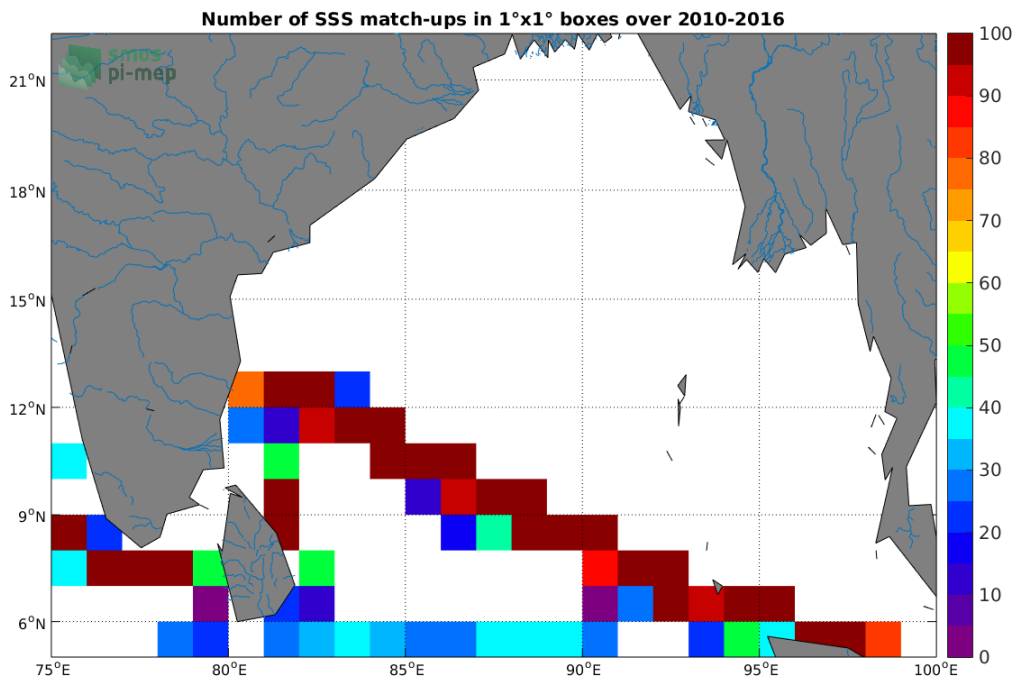 Number of SSS match-ups in 1°x1° boxes over 2010-2016
smos
pi-mep
21°N
18°N
15°N
12°N
9°N
6°N
75°E
80°E
85°E
90°E
95°E
100°E
100
90
80
70
60
50
40
30
20
10
0